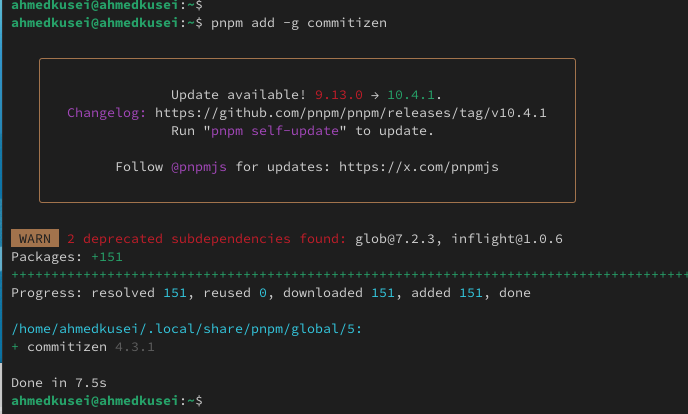 ahmedkusei@ahmedkusei:~$
ahmedkusei@ahmedkusei:~$ pnpm add -g commitizen
Update available! 9.13.0 → 10.4.1.
Changelog: https://github.com/pnpm/pnpm/releases/tag/v10.4.1
Run "pnpm self-update" to update.
Follow @pnpmjs for updates: https://x.com/pnpmjs
WARN 2 deprecated subdependencies found: glob@7.2.3, inflight@1.0.6
Packages: +151
++++++++++++++++++++++++++++++++++++++++++++++++++++++++++++++++++++++++++++++++++++
Progress: resolved 151, reused 0, downloaded 151, added 151, done
/home/ahmedkusei/.local/share/pnpm/global/5:
+ commitizen 4.3.1
Done in 7.5s
ahmedkusei@ahmedkusei:~$